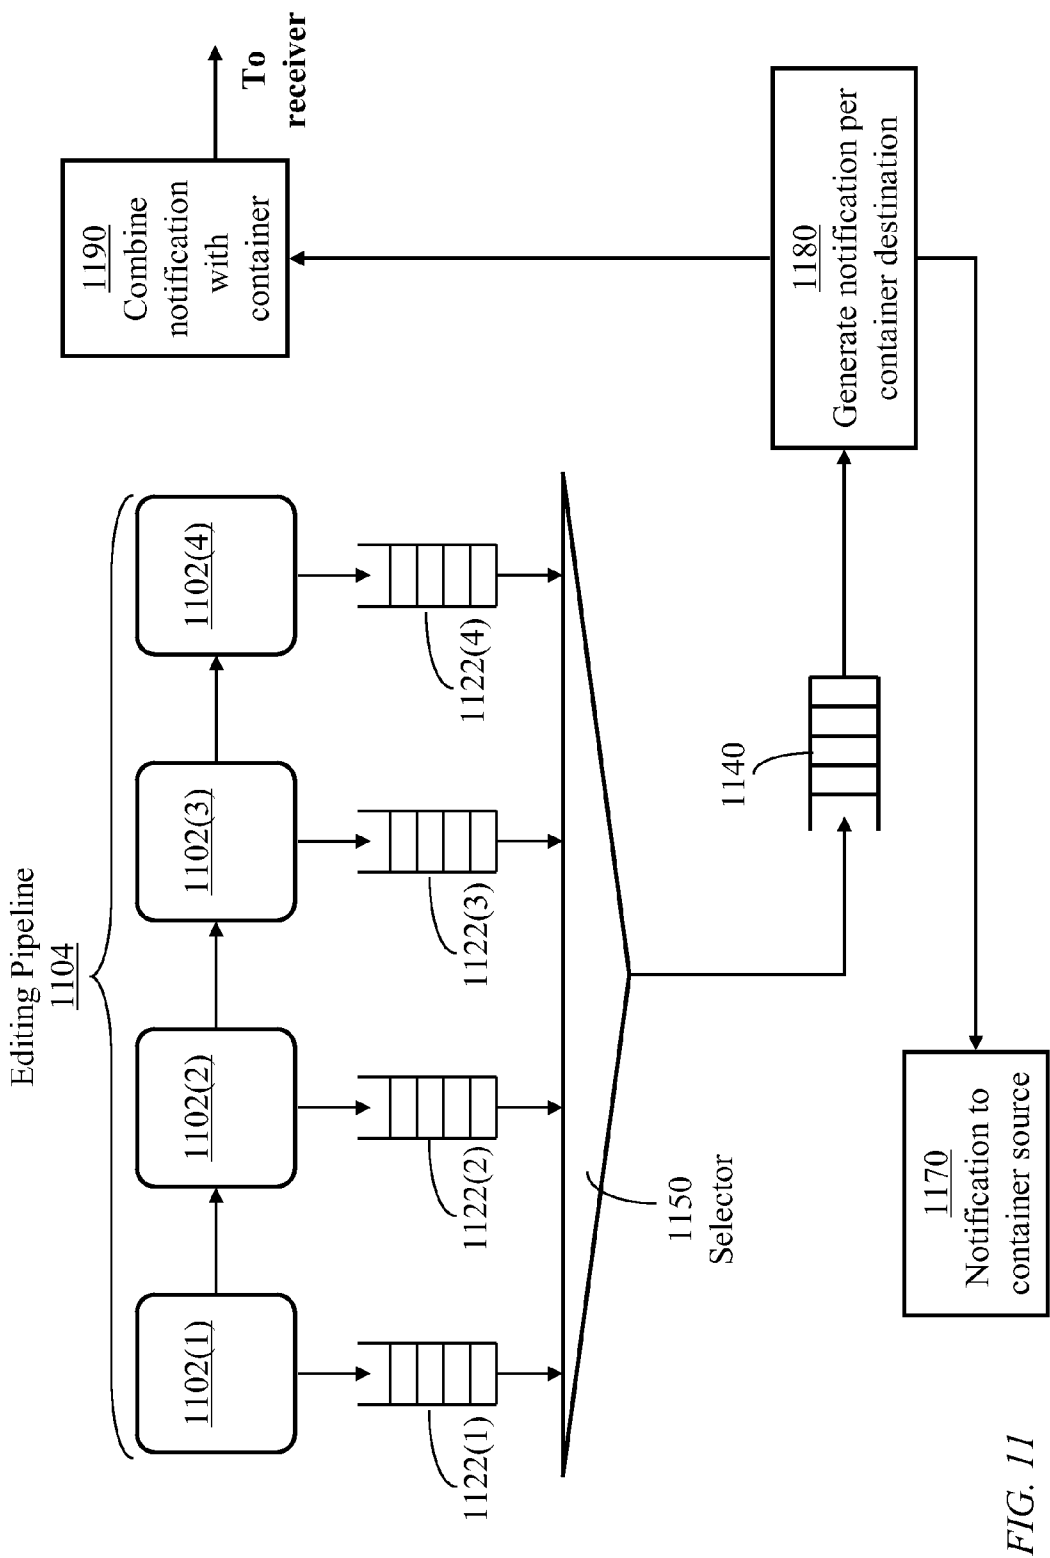 Editing Pipeline
1104
1102(1)
1102(2)
1102(3)
1102(4)
1122(1)
1122(2)
1122(3)
1122(4)
1150
Selector
1140
1190
Combine
notification
with
container
To
receiver
1180
Generate notification per
container destination
1170
Notification to
container source
FIG. 11